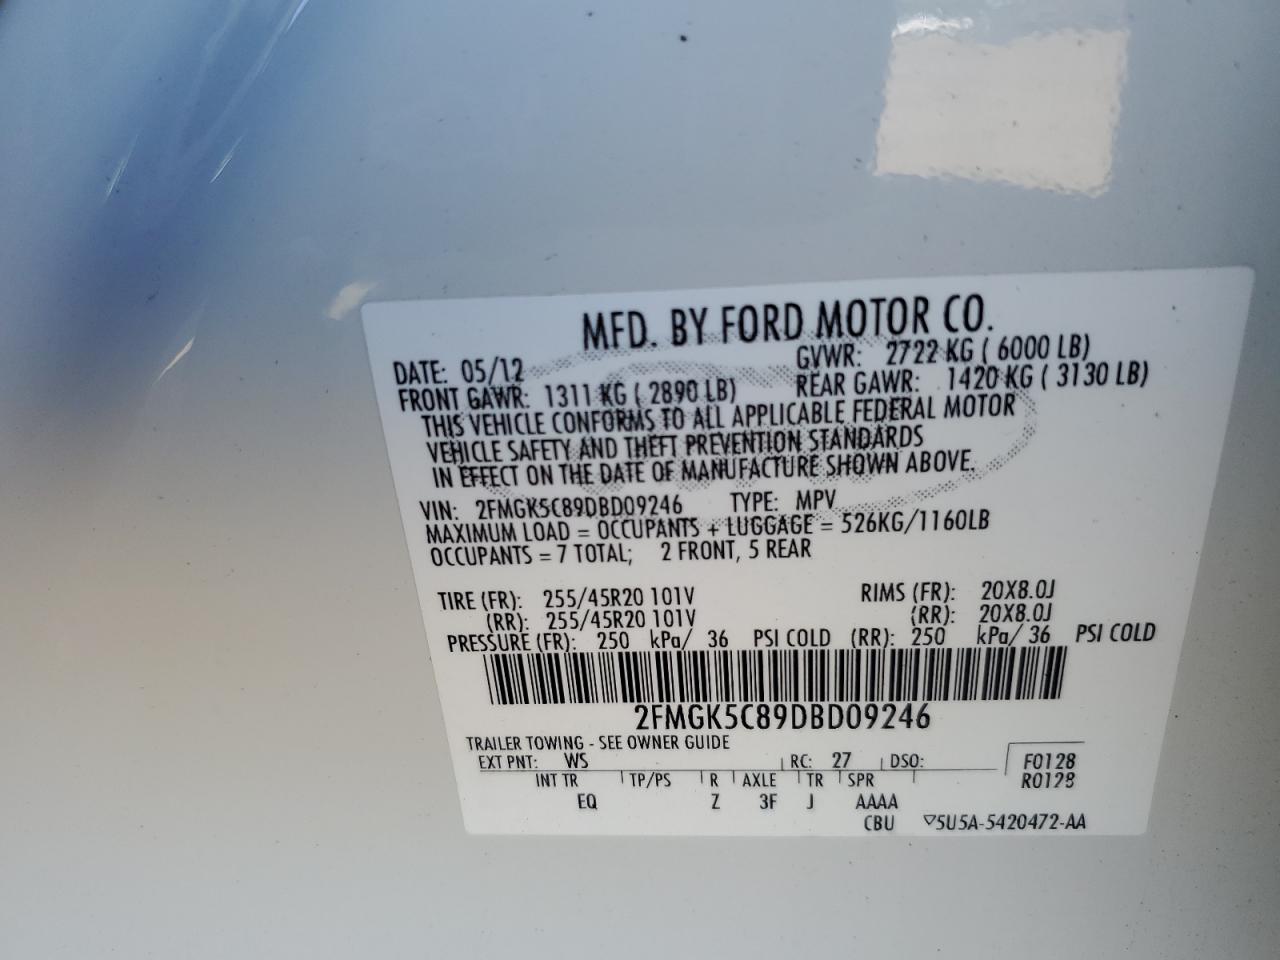 MFD. BY FORD MOTOR CO.
DATE: 05/12 GVWR: 2722 KG ( 6000 LB)
FRONT GAWR: 1311 KG ( 2890 LB) REAR GAWR: 1420 KG ( 3130 LB)
THIS VEHICLE CONFORMS TO ALL APPLICABLE FEDERAL MOTOR
VEHICLE SAFETY AND THEFT PREVENTION STANDARDS
IN EFFECT ON THE DATE OF MANUFACTURE SHOWN ABOVE.
VIN: 2FMGK5C89DBD09246 TYPE: MPV
MAXIMUM LOAD = OCCUPANTS + LUGGAGE = 526KG/1160LB
OCCUPANTS = 7 TOTAL; 2 FRONT, 5 REAR
TIRE (FR): 255/45R20 101V RIMS (FR): 20X8.0J
(RR): 255/45R20 101V (RR): 20X8.0J
PRESSURE (FR): 250 kPa/ 36 PSI COLD (RR): 250 kPa/ 36 PSI COLD
2FMGK5C89DBD09246
TRAILER TOWING - SEE OWNER GUIDE
EXT PNT: WS RC: 27 DSO: F0128
INT TR TP/PS R AXLE TR SPR R0128
EQ Z 3F J AAAA
CBU ▽5U5A-5420472-AA